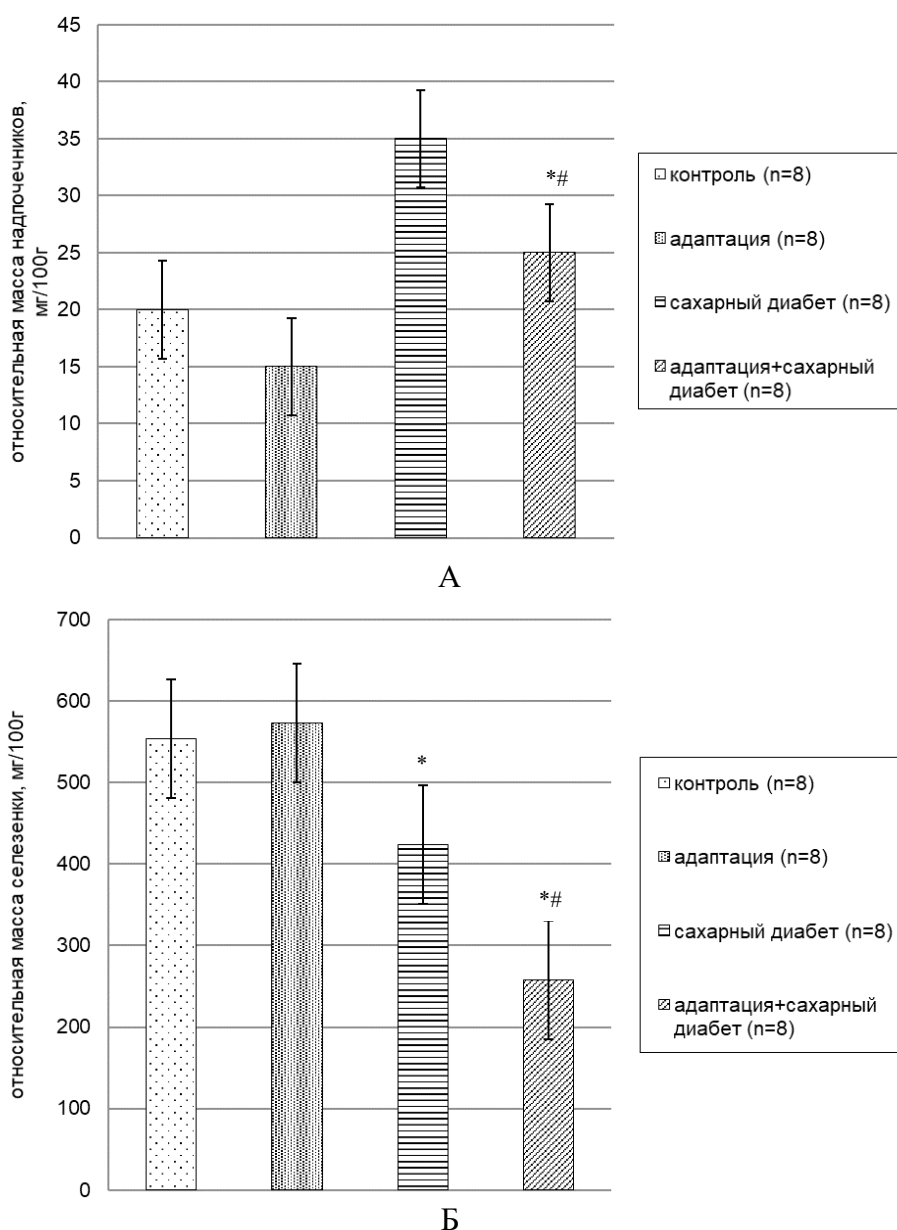 45
40
35
30
25
20
15
10
5
0
относительная масса надпочечников,
мг/100г
*#
контроль (n=8)
адаптация (n=8)
сахарный диабет (n=8)
адаптация+сахарный
диабет (n=8)
А
700
600
500
400
300
200
100
0
относительная масса селезенки, мг/100г
*
*#
контроль (n=8)
адаптация (n=8)
сахарный диабет (n=8)
адаптация+сахарный
диабет (n=8)
Б